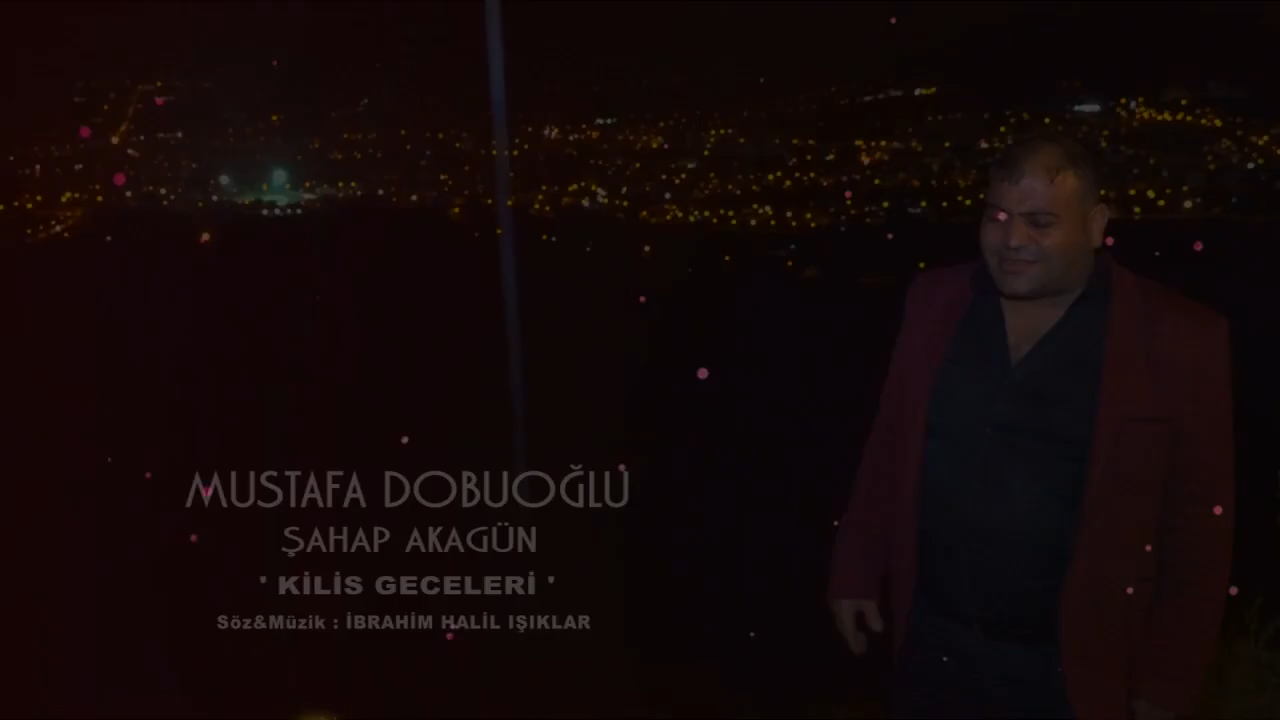 MUSTAFA DOBUOĞLU
ŞAHAP AKAGÜN
' KİLİS GECELERİ '
Söz&Müzik : İBRAHİM HALİL IŞIKLAR